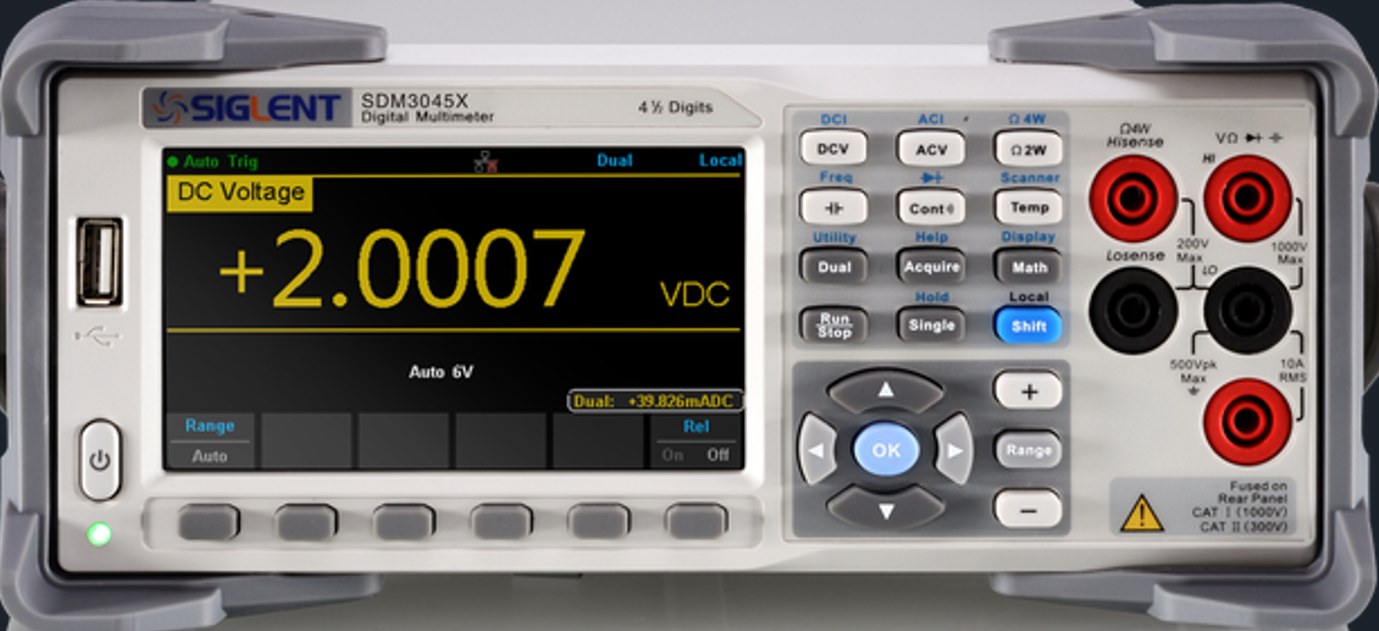 SIGLENT
SDM3045X
Digital Multimeter
4 ½ Digits
Auto Trig
Dual
Local
DC Voltage
+2.0007
VDC
Auto 6V
Dual: +39.826mADC
Range
Auto
Rel
On Off
DCI
ACI
Ω 4W
DCV
ACV
Ω 2W
Freq
Scanner
Cont
Temp
Utility
Help
Display
Dual
Acquire
Math
Hold
Local
Run
Stop
Single
Shift
+
OK
Range
−
Ω4W
Hisense
VΩ
HI
200V
Max
1000V
Max
Losense
LO
500Vpk
Max
10A
RMS
Fused on
Rear Panel
CAT I (1000V)
CAT II (300V)